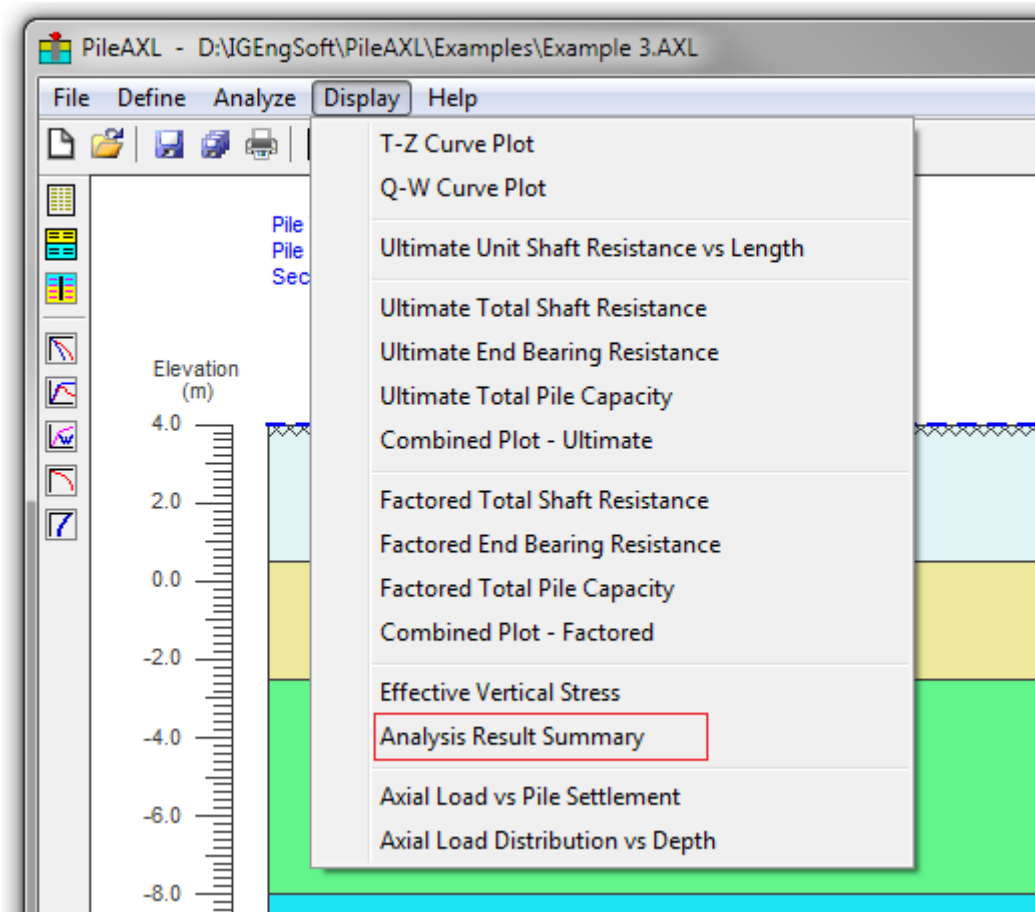 PileAXL - D:\IGEngSoft\PileAXL\Examples\Example 3.AXL
File Define Analyze Display Help
T-Z Curve Plot
Q-W Curve Plot
Ultimate Unit Shaft Resistance vs Length
Ultimate Total Shaft Resistance
Ultimate End Bearing Resistance
Ultimate Total Pile Capacity
Combined Plot - Ultimate
Factored Total Shaft Resistance
Factored End Bearing Resistance
Factored Total Pile Capacity
Combined Plot - Factored
Effective Vertical Stress
Analysis Result Summary
Axial Load vs Pile Settlement
Axial Load Distribution vs Depth
Pile
Pile
Sec
Elevation
(m)
4.0
2.0
0.0
-2.0
-4.0
-6.0
-8.0